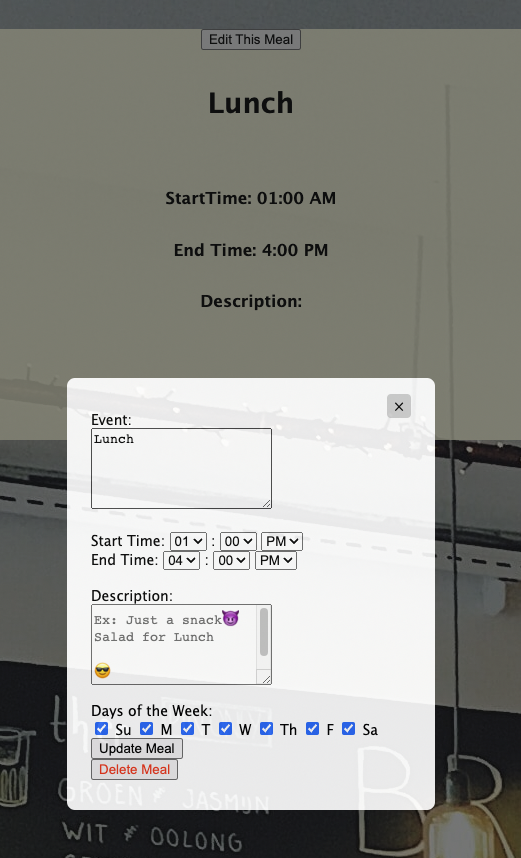 Edit This Meal
Lunch
StartTime: 01:00 AM
End Time: 4:00 PM
Description:
×
Event:
Lunch
Start Time: 01 : 00 PM
End Time: 04 : 00 PM
Description:
Ex: Just a snack😈
Salad for Lunch
😎
Days of the Week:
Su M T W Th F Sa
Update Meal
Delete Meal
GROEN & JASMIJN
WIT & OOLONG